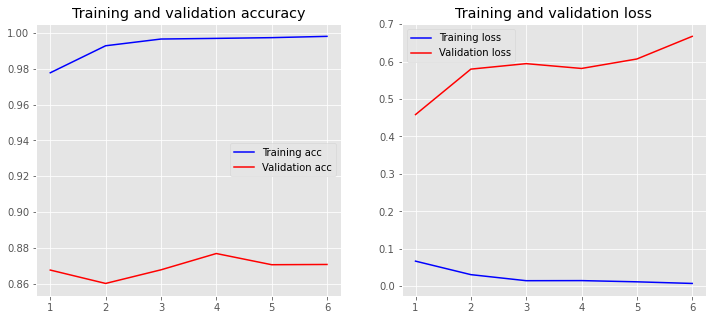 Training and validation accuracy
1.00
0.98
0.96
0.94
0.92
0.90
0.88
0.86
Training acc
Validation acc
1 2 3 4 5 6
Training and validation loss
0.7
0.6
0.5
0.4
0.3
0.2
0.1
0.0
Training loss
Validation loss
1 2 3 4 5 6